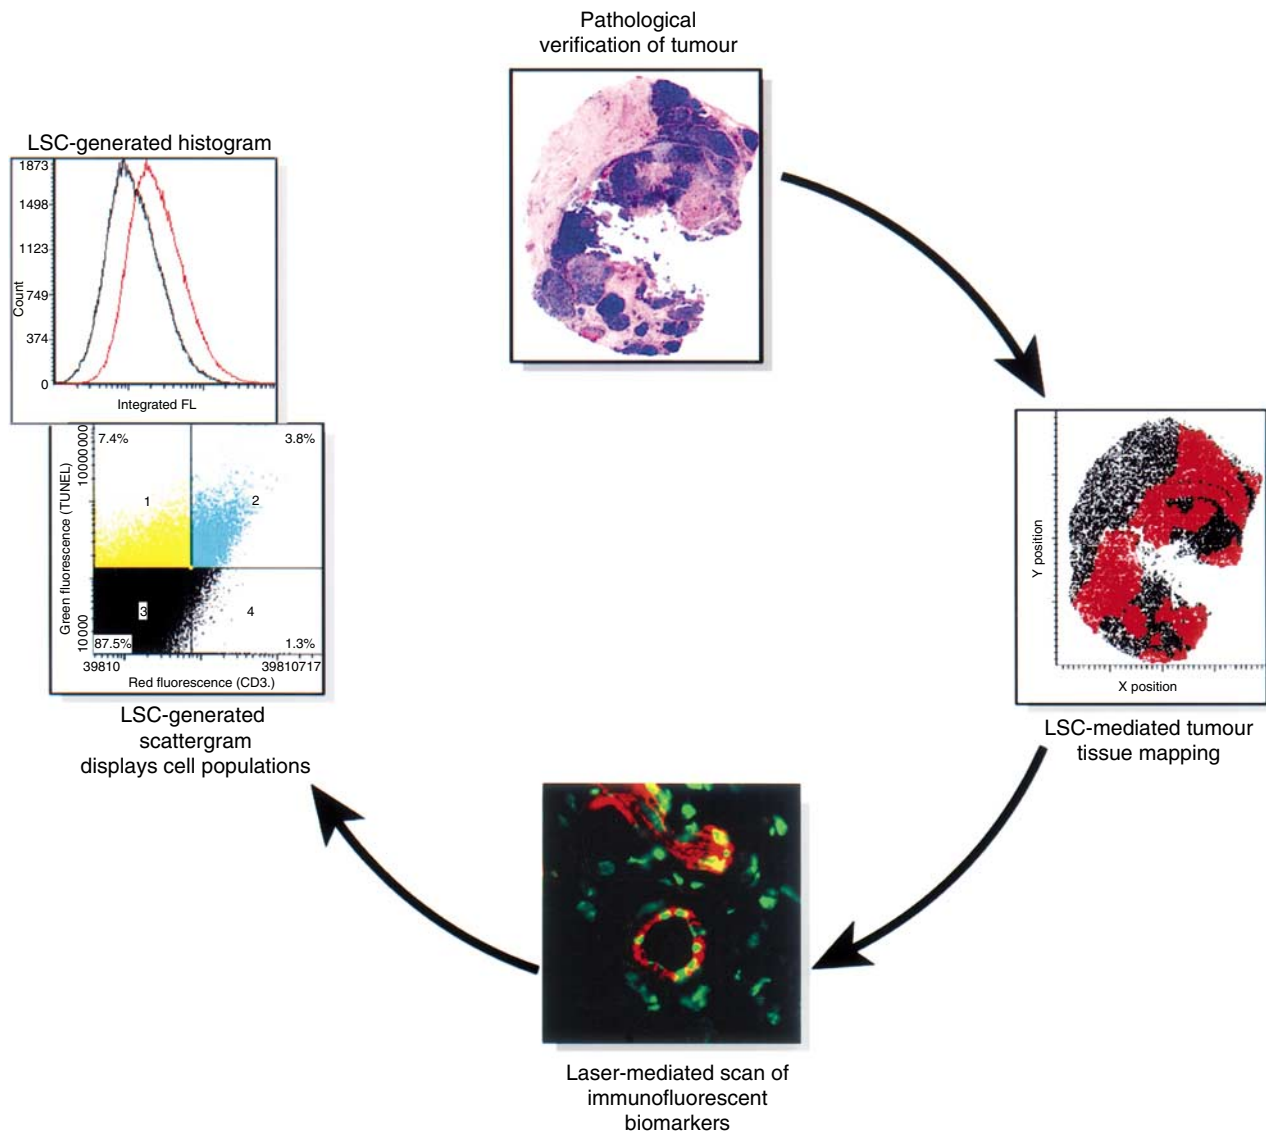 Pathological
verification of tumour
LSC-generated histogram
1873
1498
1123
749
374
0
Count
Integrated FL
7.4%
3.8%
1
2
3
4
87.5%
1.3%
10000000
10000
Green fluorescence (TUNEL)
39810
39810717
Red fluorescence (CD3.)
LSC-generated
scattergram
displays cell populations
Y position
X position
LSC-mediated tumour
tissue mapping
Laser-mediated scan of
immunofluorescent
biomarkers